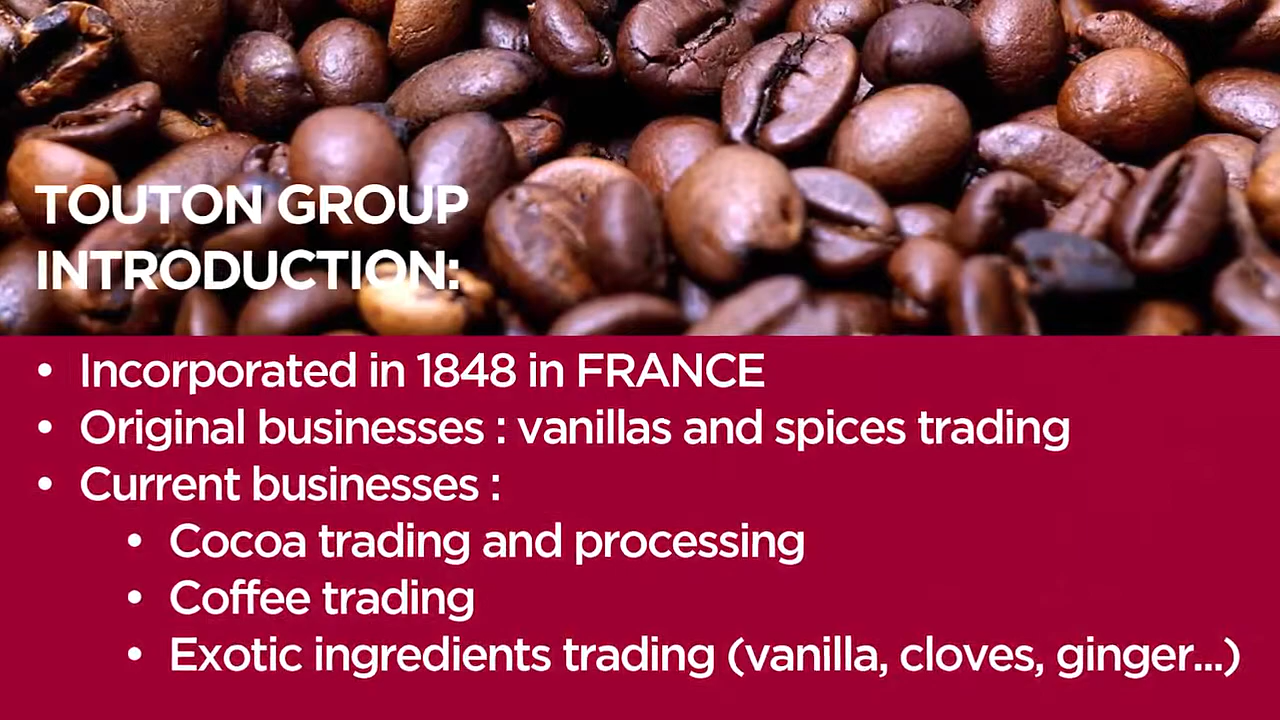 TOUTON GROUP
INTRODUCTION:
• Incorporated in 1848 in FRANCE
• Original businesses : vanillas and spices trading
• Current businesses :
• Cocoa trading and processing
• Coffee trading
• Exotic ingredients trading (vanilla, cloves, ginger...)